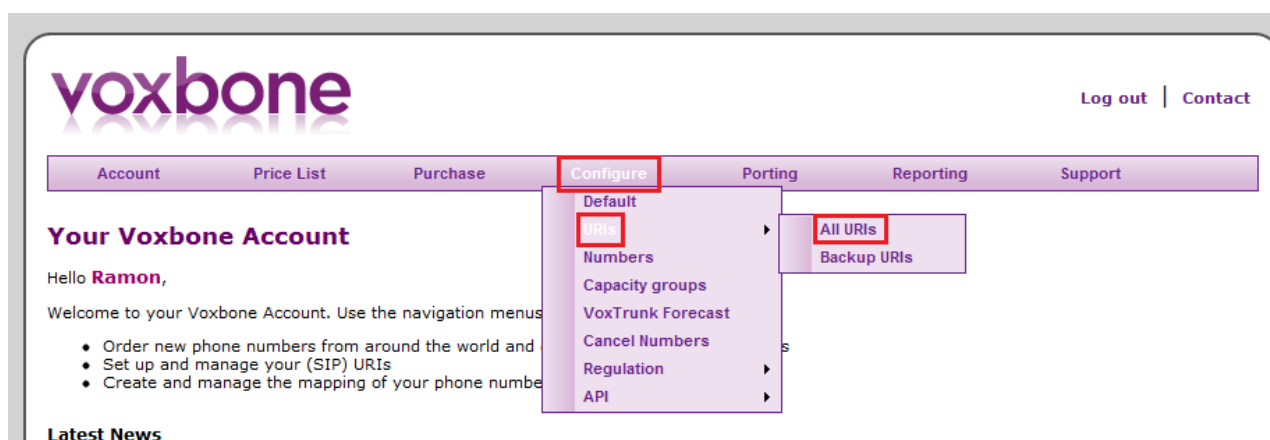 voxbone
Log out | Contact
Account Price List Purchase Configure Porting Reporting Support
Default
URIs
All URIs
Backup URIs
Numbers
Capacity groups
VoxTrunk Forecast
Cancel Numbers
Regulation
API
Your Voxbone Account
Hello Ramon,
Welcome to your Voxbone Account. Use the navigation menus
• Order new phone numbers from around the world and
• Set up and manage your (SIP) URIs
• Create and manage the mapping of your phone numbe
Latest News